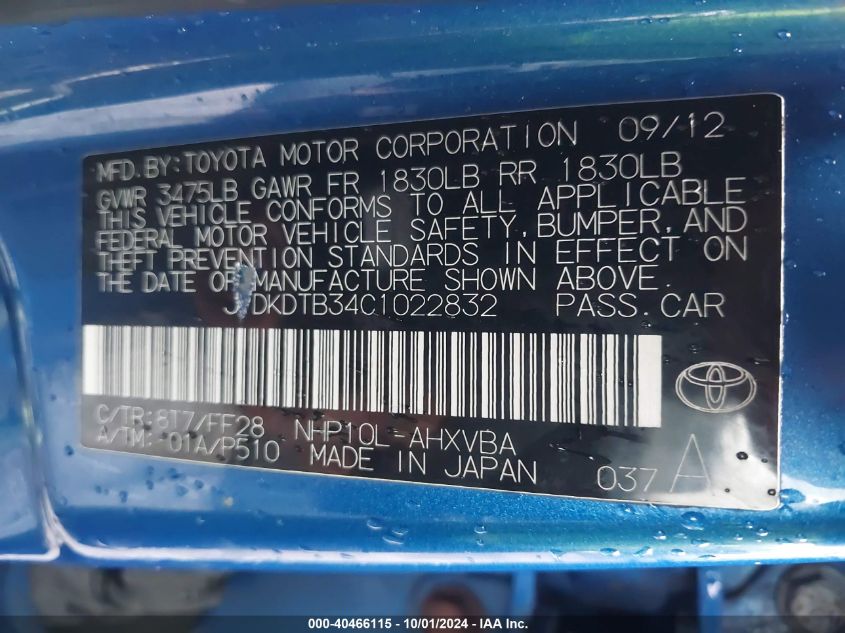 MFD.BY:TOYOTA MOTOR CORPORATION 09/12
GVWR 3475LB GAWR FR 1830LB RR 1830LB
THIS VEHICLE CONFORMS TO ALL APPLICABLE
FEDERAL MOTOR VEHICLE SAFETY,BUMPER,AND
THEFT PREVENTION STANDARDS IN EFFECT ON
THE DATE OF MANUFACTURE SHOWN ABOVE.
JTDKDTB34C1022832 PASS.CAR
C/TR:8T7/FF28 NHP10L-AHXVBA
A/TM:-01A/P510 MADE IN JAPAN 037 A
000-40466115 - 10/01/2024 - IAA Inc.